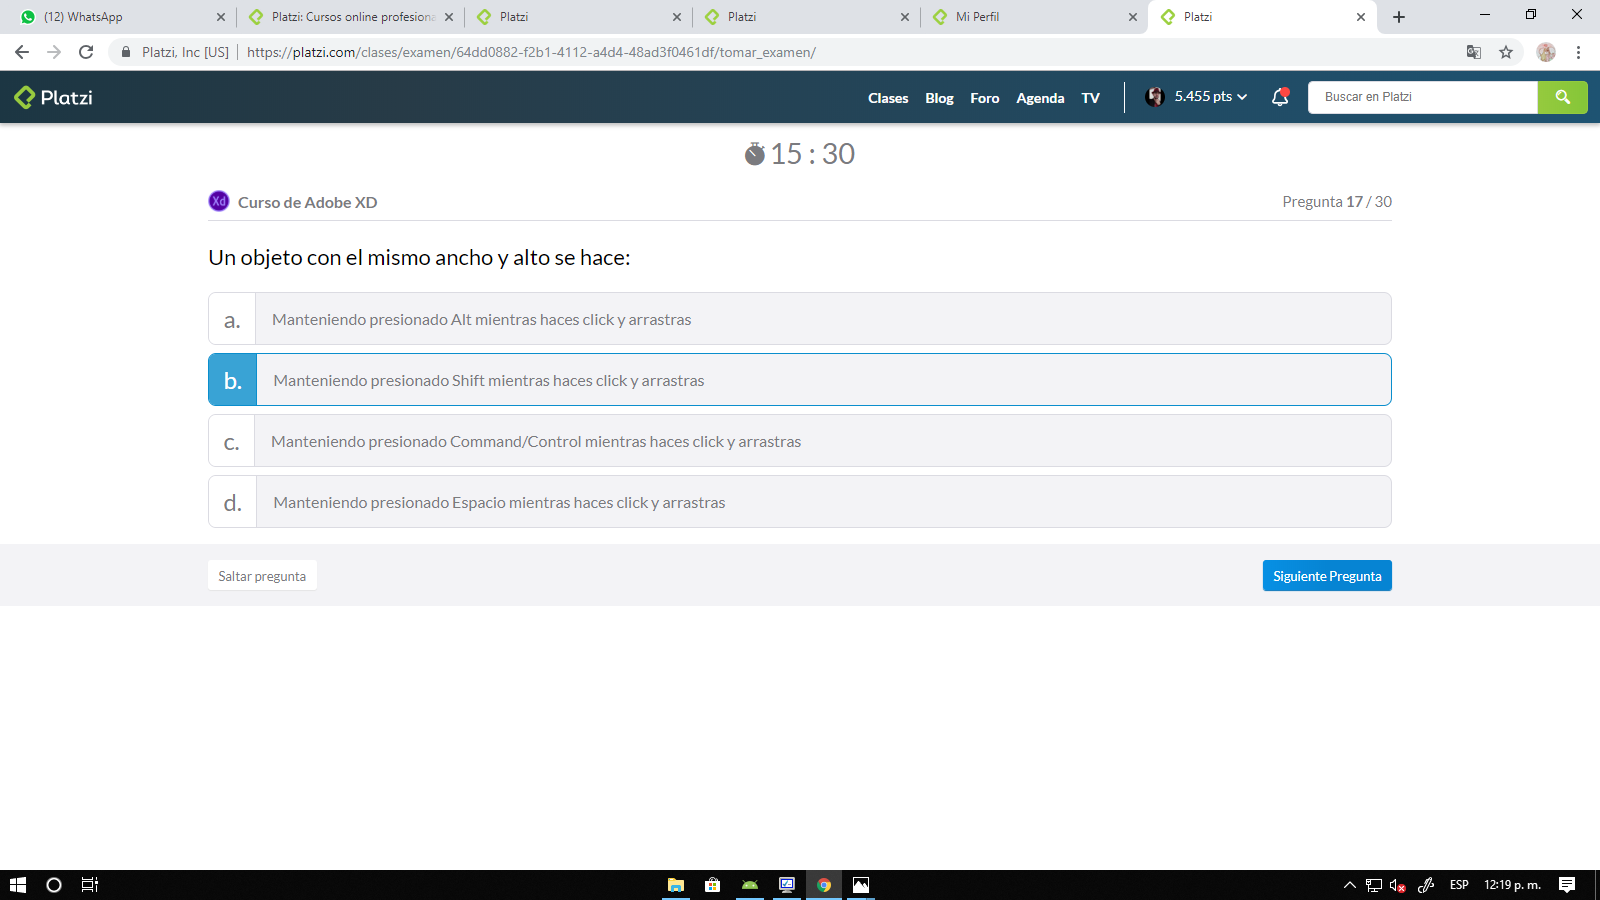 (12) WhatsApp
Platzi: Cursos online profesiona
Platzi
Platzi
Mi Perfil
Platzi
Platzi, Inc [US]
https://platzi.com/clases/examen/64dd0882-f2b1-4112-a4d4-48ad3f0461df/tomar_examen/
Platzi
Clases
Blog
Foro
Agenda
TV
5.455 pts
Buscar en Platzi
15 : 30
Xd
Curso de Adobe XD
Pregunta 17 / 30
Un objeto con el mismo ancho y alto se hace:
a. Manteniendo presionado Alt mientras haces click y arrastras
b. Manteniendo presionado Shift mientras haces click y arrastras
c. Manteniendo presionado Command/Control mientras haces click y arrastras
d. Manteniendo presionado Espacio mientras haces click y arrastras
Saltar pregunta
Siguiente Pregunta
ESP
12:19 p. m.